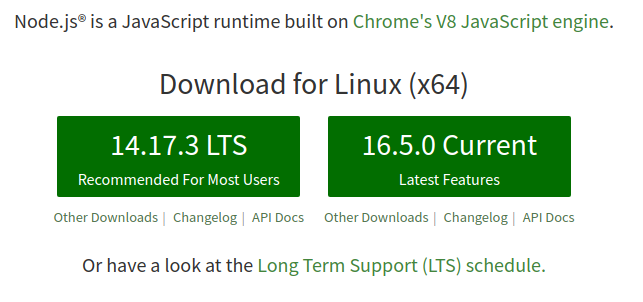 Node.js® is a JavaScript runtime built on Chrome's V8 JavaScript engine.
Download for Linux (x64)
14.17.3 LTS
Recommended For Most Users
16.5.0 Current
Latest Features
Other Downloads | Changelog | API Docs
Other Downloads | Changelog | API Docs
Or have a look at the Long Term Support (LTS) schedule.